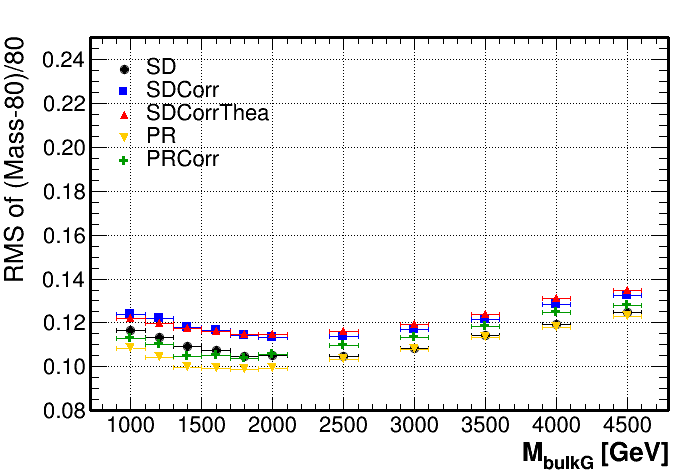 RMS of (Mass-80)/80
0.24
0.22
0.20
0.18
0.16
0.14
0.12
0.10
0.08
SD
SDCorr
SDCorrThea
PR
PRCorr
1000 1500 2000 2500 3000 3500 4000 4500
M_bulkG [GeV]